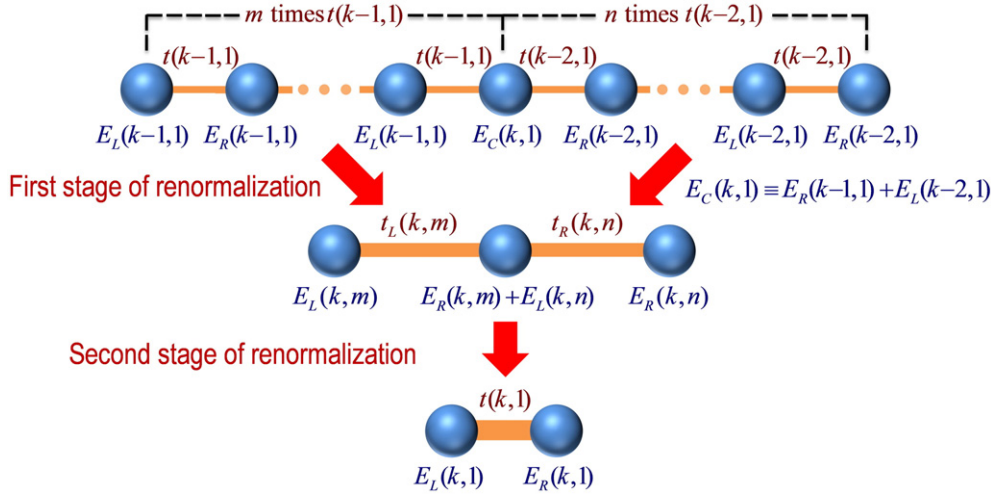 m times t(k−1,1) n times t(k−2,1)
t(k−1,1) t(k−1,1) t(k−2,1) t(k−2,1)
E_L(k−1,1) E_R(k−1,1) E_L(k−1,1) E_C(k,1) E_R(k−2,1) E_L(k−2,1) E_R(k−2,1)
First stage of renormalization
E_C(k,1) ≡ E_R(k−1,1) + E_L(k−2,1)
t_L(k,m) t_R(k,n)
E_L(k,m) E_R(k,m) + E_L(k,n) E_R(k,n)
Second stage of renormalization
t(k,1)
E_L(k,1) E_R(k,1)